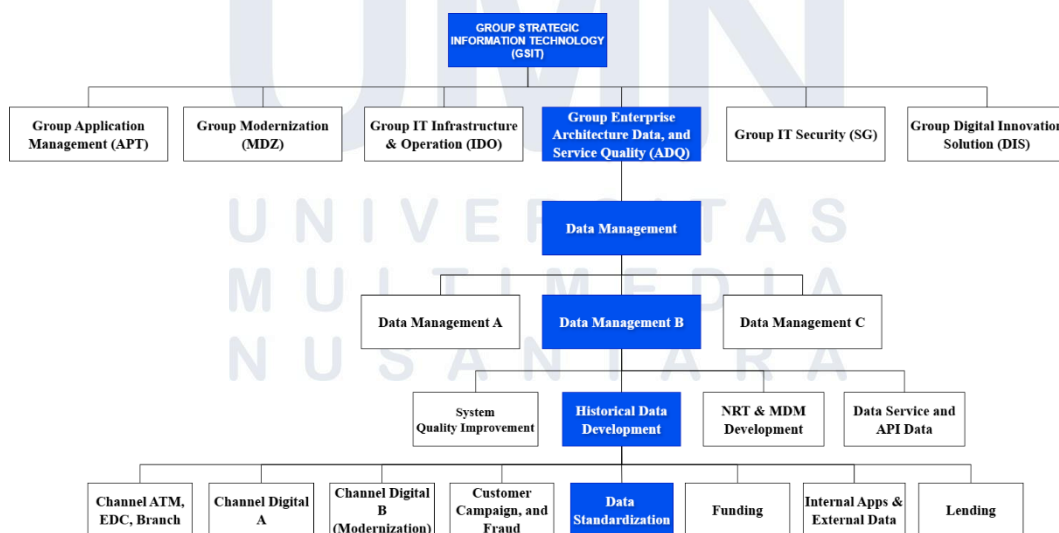 GROUP STRATEGIC
INFORMATION TECHNOLOGY
(GSIT)
Group Application
Management (APT)
Group Modernization
(MDZ)
Group IT Infrastructure
& Operation (IDO)
Group Enterprise
Architecture Data, and
Service Quality (ADQ)
Group IT Security (SG)
Group Digital Innovation
Solution (DIS)
UMN
UNIVERSITAS
MULTIMEDIA
NUSANTARA
Data Management
Data Management A
Data Management B
Data Management C
System
Quality Improvement
Historical Data
Development
NRT & MDM
Development
Data Service and
API Data
Channel ATM,
EDC, Branch
Channel Digital
A
Channel Digital
B
(Modernization)
Customer
Campaign, and
Fraud
Data
Standardization
Funding
Internal Apps &
External Data
Lending